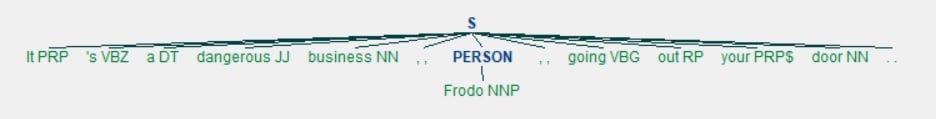 S
It PRP 's VBZ a DT dangerous JJ business NN , , PERSON , , going VBG out RP your PRP$ door NN . .
Frodo NNP